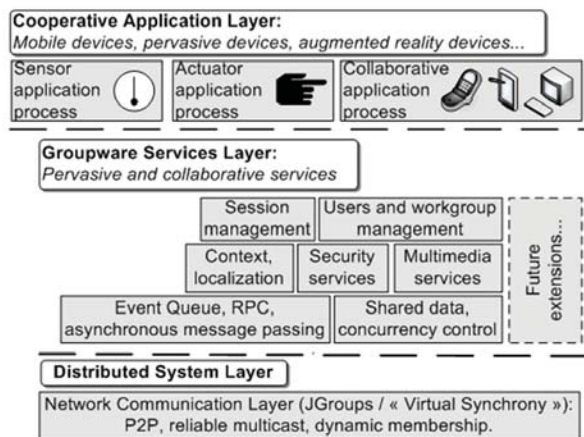 Cooperative Application Layer:
Mobile devices, pervasive devices, augmented reality devices...
Sensor
application
process
Actuator
application
process
Collaborative
application
process
Groupware Services Layer:
Pervasive and collaborative services
Session
management
Users and workgroup
management
Context,
localization
Security
services
Multimedia
services
Event Queue, RPC,
asynchronous message passing
Shared data,
concurrency control
Future
extensions...
Distributed System Layer
Network Communication Layer (JGroups / « Virtual Synchrony »):
P2P, reliable multicast, dynamic membership.